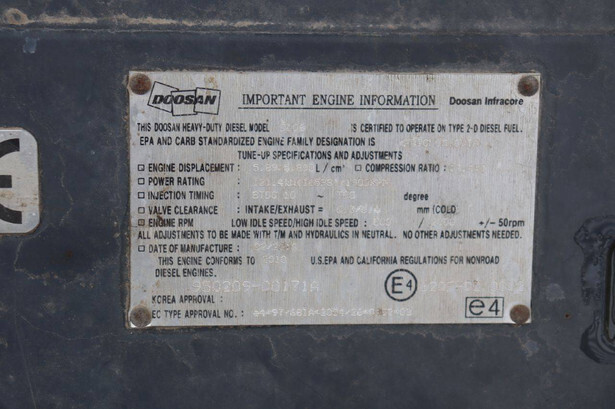 DOOSAN IMPORTANT ENGINE INFORMATION Doosan Infracore
THIS DOOSAN HEAVY-DUTY DIESEL MODEL IS CERTIFIED TO OPERATE ON TYPE 2-D DIESEL FUEL.
EPA AND CARB STANDARDIZED ENGINE FAMILY DESIGNATION IS
TUNE-UP SPECIFICATIONS AND ADJUSTMENTS
ENGINE DISPLACEMENT : L/cm³ COMPRESSION RATIO :
POWER RATING :
INJECTION TIMING : degree
VALVE CLEARANCE : INTAKE/EXHAUST = mm(COLD
ENGINE RPM LOW IDLE SPEED/HIGH IDLE SPEED : / +/- 50rpm
ALL ADJUSTMENTS TO BE MADE WITH T/M AND HYDRAULICS IN NEUTRAL. NO OTHER ADJUSTMENTS NEEDED.
DATE OF MANUFACTURE :
THIS ENGINE CONFORMS TO 2010 U.S.EPA AND CALIFORNIA REGULATIONS FOR NONROAD
DIESEL ENGINES.
E4
KOREA APPROVAL :
EC TYPE APPROVAL NO. :
e4
CE